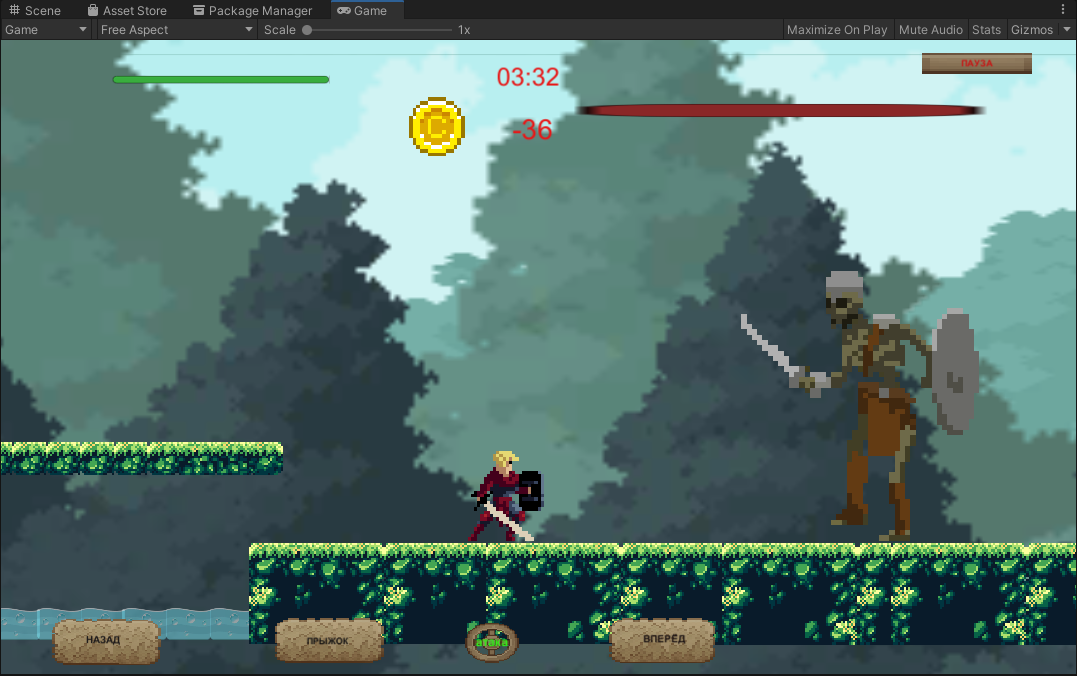 Scene
Asset Store
Package Manager
Game
Game
Free Aspect
Scale
1x
Maximize On Play
Mute Audio
Stats
Gizmos
03:32
ПАУЗА
-36
НАЗАД
ПРЫЖОК
атака
ВПЕРЁД